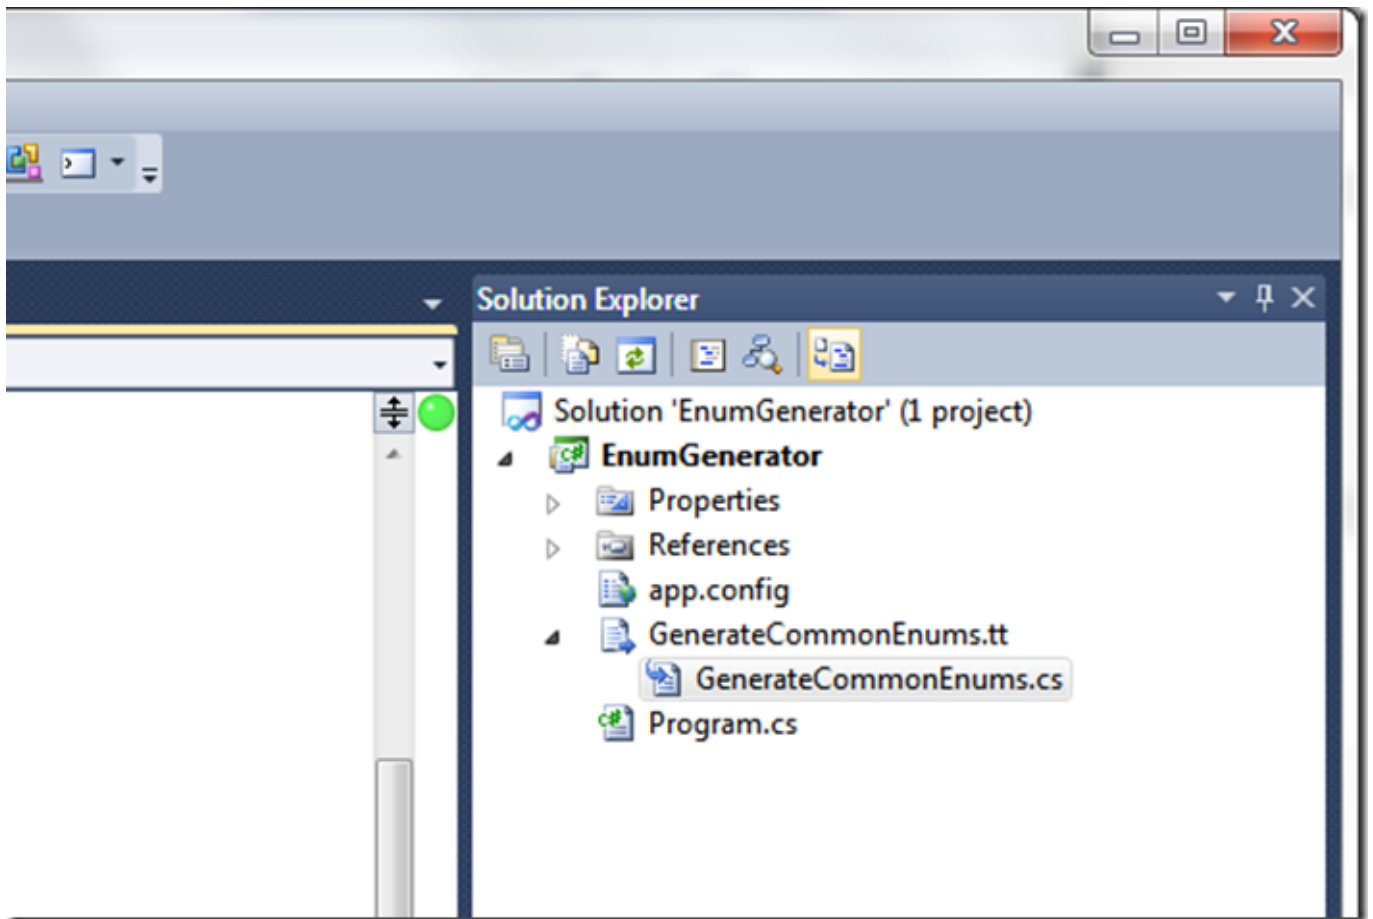 Solution Explorer
Solution 'EnumGenerator' (1 project)
EnumGenerator
Properties
References
app.config
GenerateCommonEnums.tt
GenerateCommonEnums.cs
Program.cs